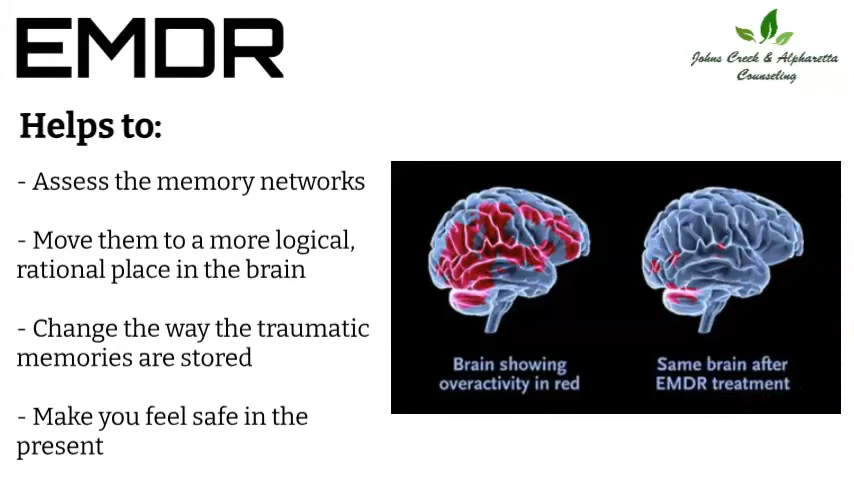 EMDR
Johns Creek & Alpharetta
Counseling
Helps to:
- Assess the memory networks
- Move them to a more logical,
rational place in the brain
- Change the way the traumatic
memories are stored
- Make you feel safe in the
present
Brain showing
overactivity in red
Same brain after
EMDR treatment